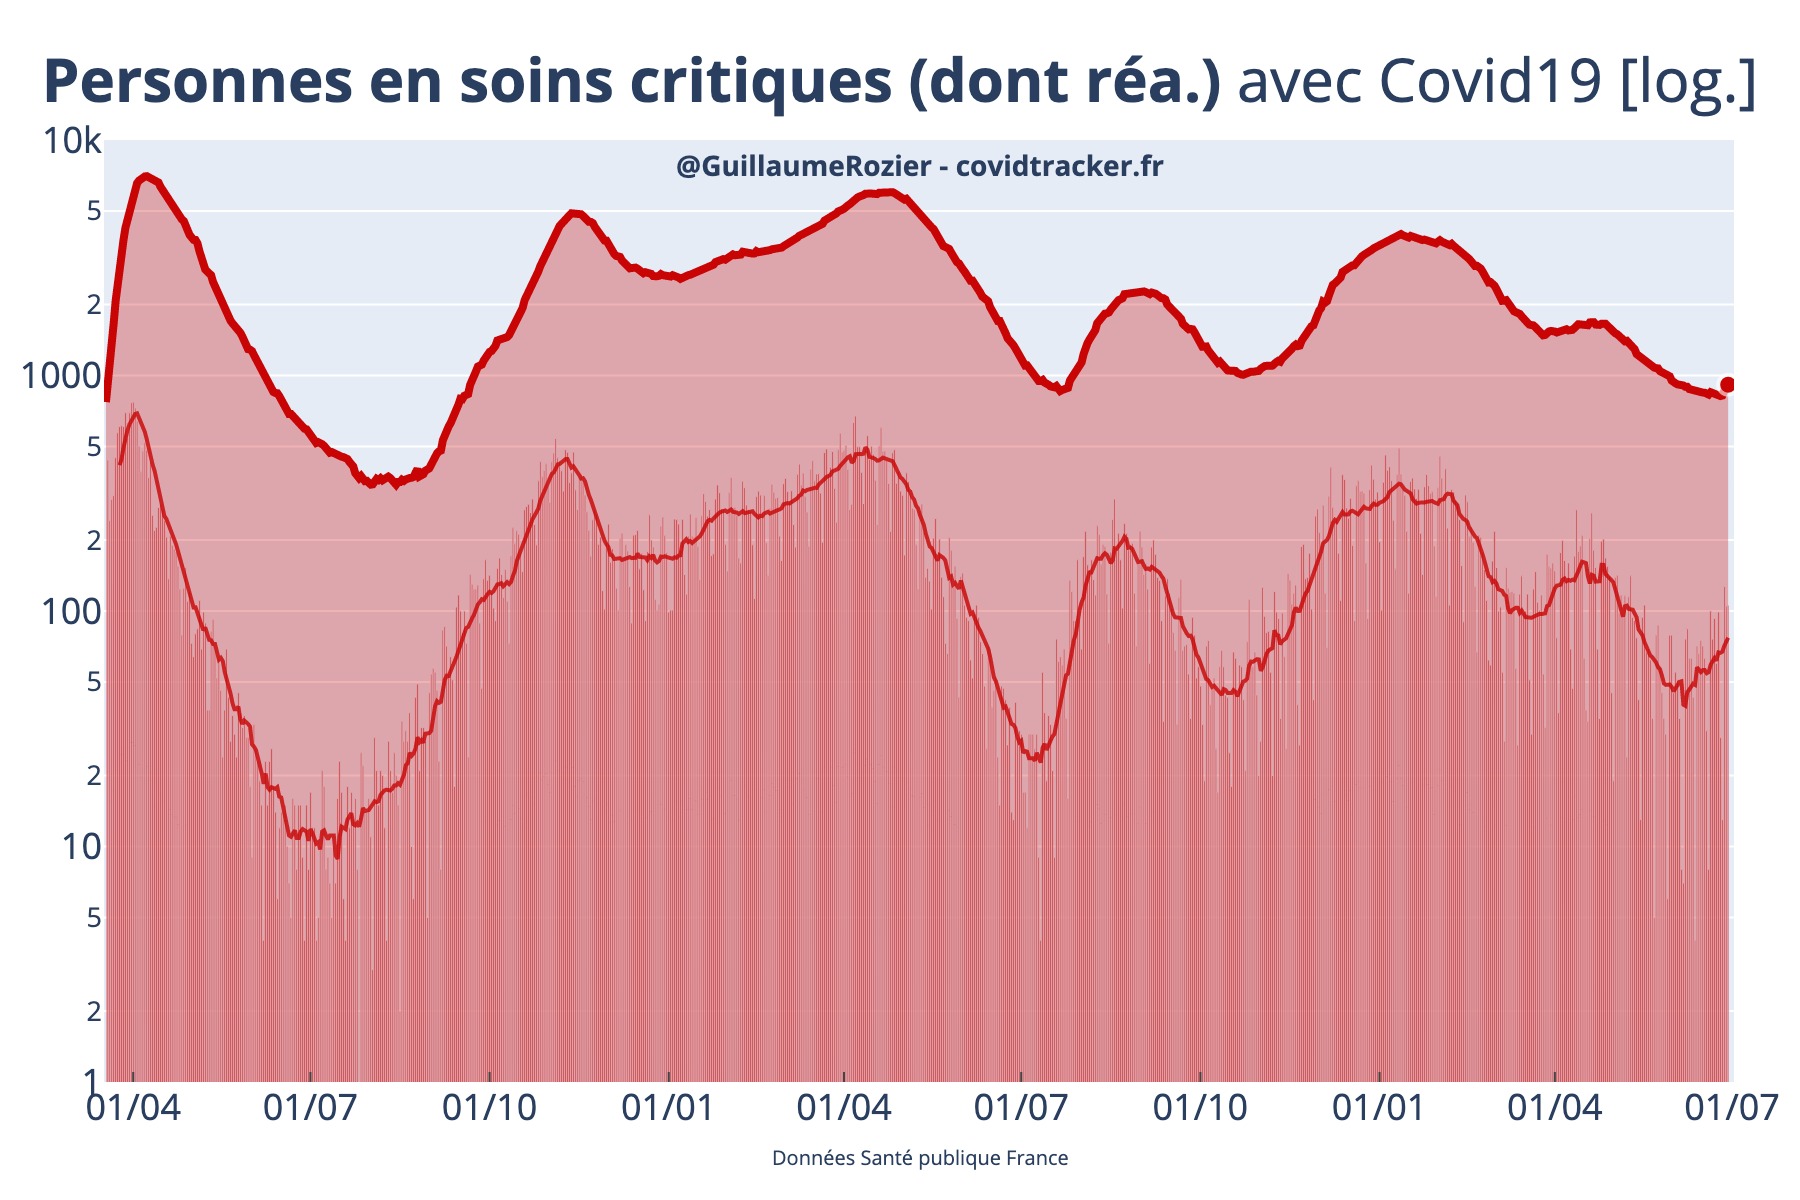 Personnes en soins critiques (dont réa.) avec Covid19 [log.]
@GuillaumeRozier - covidtracker.fr
10k
5
2
1000
5
2
100
5
2
10
5
2
1
01/04 01/07 01/10 01/01 01/04 01/07 01/10 01/01 01/04 01/07
Données Santé publique France